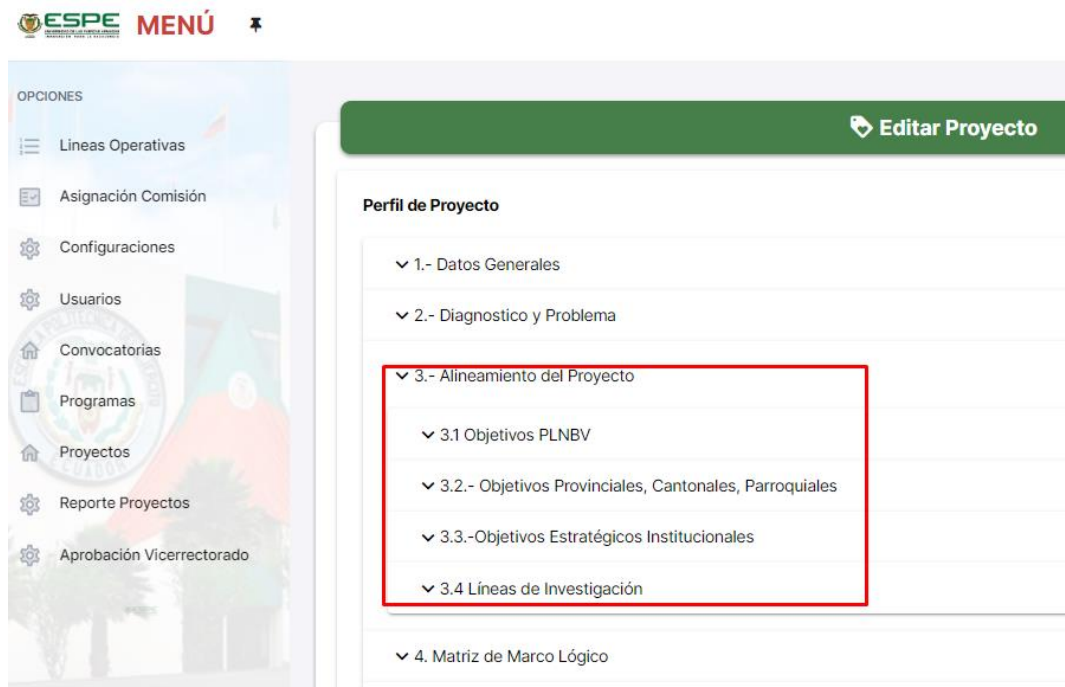 ESPE MENÚ
OPCIONES
Lineas Operativas
Asignación Comisión
Configuraciones
Usuarios
Convocatorias
Programas
Proyectos
Reporte Proyectos
Aprobación Vicerrectorado
Editar Proyecto
Perfil de Proyecto
1.- Datos Generales
2.- Diagnostico y Problema
3.- Alineamiento del Proyecto
3.1 Objetivos PLNBV
3.2.- Objetivos Provinciales, Cantonales, Parroquiales
3.3.-Objetivos Estratégicos Institucionales
3.4 Líneas de Investigación
4. Matriz de Marco Lógico